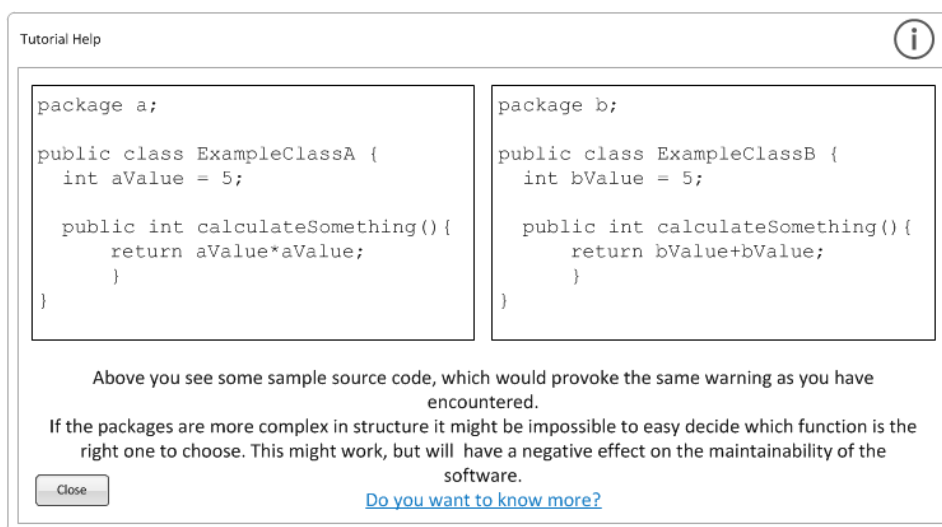 Tutorial Help
i
package a;
public class ExampleClassA {
int aValue = 5;
public int calculateSomething(){
return aValue*aValue;
}
}
package b;
public class ExampleClassB {
int bValue = 5;
public int calculateSomething(){
return bValue+bValue;
}
}
Above you see some sample source code, which would provoke the same warning as you have
encountered.
If the packages are more complex in structure it might be impossible to easy decide which function is the
right one to choose. This might work, but will  have a negative effect on the maintainability of the
software.
Close
Do you want to know more?